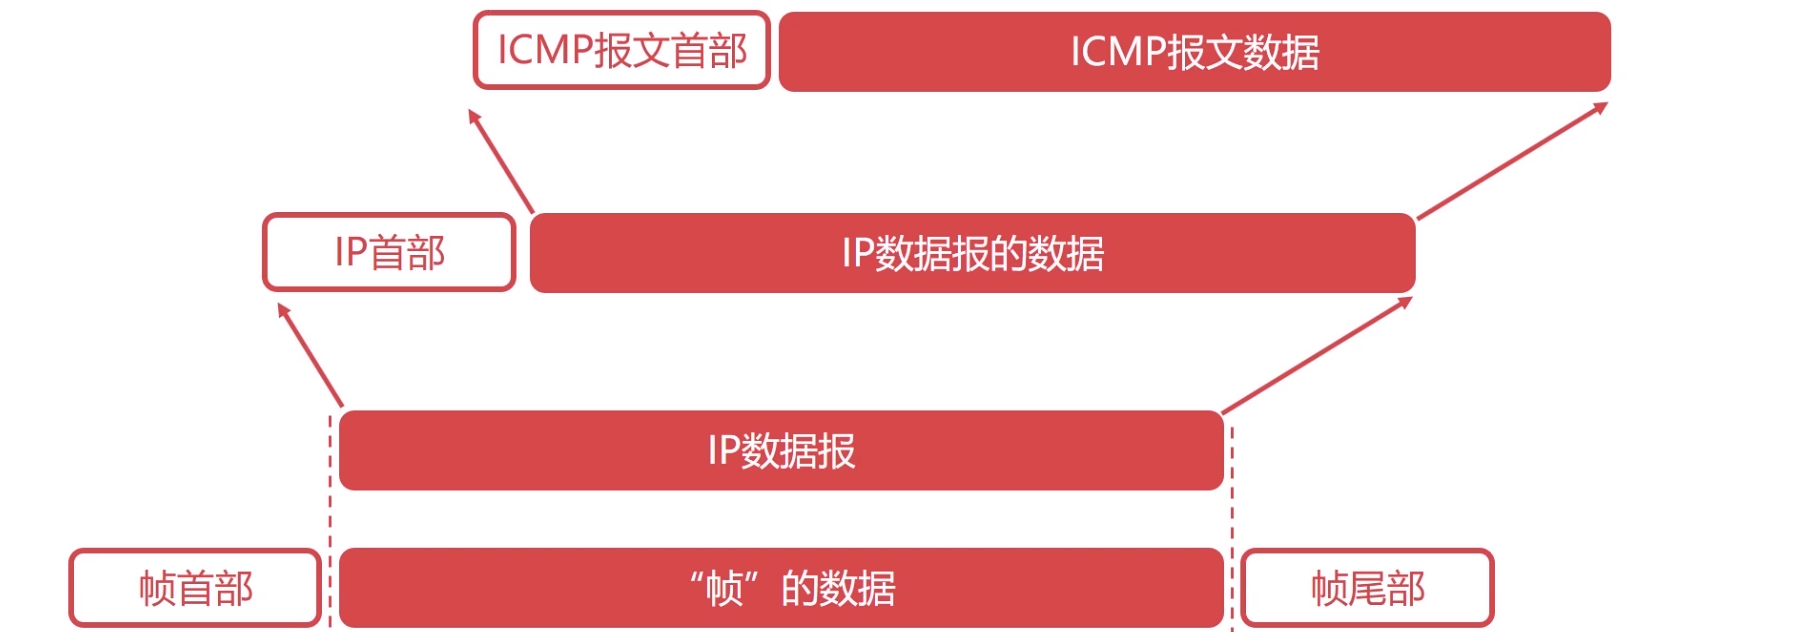 ICMP报文首部
ICMP报文数据
IP首部
IP数据报的数据
IP数据报
帧首部
“帧”的数据
帧尾部